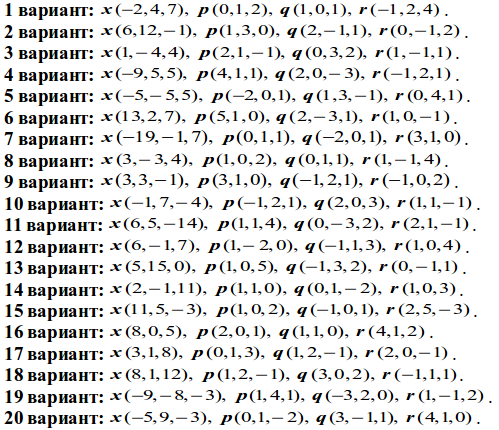 1 вариант: x(−2,4,7), p(0,1,2), q(1,0,1), r(−1,2,4).
2 вариант: x(6,12,−1), p(1,3,0), q(2,−1,1), r(0,−1,2).
3 вариант: x(1,−4,4), p(2,1,−1), q(0,3,2), r(1,−1,1).
4 вариант: x(−9,5,5), p(4,1,1), q(2,0,−3), r(−1,2,1).
5 вариант: x(−5,−5,5), p(−2,0,1), q(1,3,−1), r(0,4,1).
6 вариант: x(13,2,7), p(5,1,0), q(2,−3,1), r(1,0,−1).
7 вариант: x(−19,−1,7), p(0,1,1), q(−2,0,1), r(3,1,0).
8 вариант: x(3,−3,4), p(1,0,2), q(0,1,1), r(1,−1,4).
9 вариант: x(3,3,−1), p(3,1,0), q(−1,2,1), r(−1,0,2).
10 вариант: x(−1,7,−4), p(−1,2,1), q(2,0,3), r(1,1,−1).
11 вариант: x(6,5,−14), p(1,1,4), q(0,−3,2), r(2,1,−1).
12 вариант: x(6,−1,7), p(1,−2,0), q(−1,1,3), r(1,0,4).
13 вариант: x(5,15,0), p(1,0,5), q(−1,3,2), r(0,−1,1).
14 вариант: x(2,−1,11), p(1,1,0), q(0,1,−2), r(1,0,3).
15 вариант: x(11,5,−3), p(1,0,2), q(−1,0,1), r(2,5,−3).
16 вариант: x(8,0,5), p(2,0,1), q(1,1,0), r(4,1,2).
17 вариант: x(3,1,8), p(0,1,3), q(1,2,−1), r(2,0,−1).
18 вариант: x(8,1,12), p(1,2,−1), q(3,0,2), r(−1,1,1).
19 вариант: x(−9,−8,−3), p(1,4,1), q(−3,2,0), r(1,−1,2).
20 вариант: x(−5,9,−3), p(0,1,−2), q(3,−1,1), r(4,1,0).